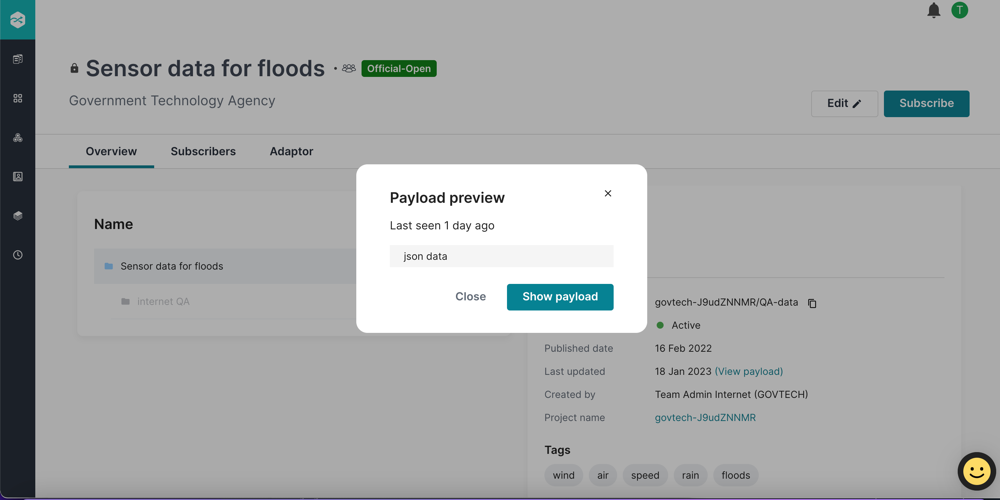 T
Sensor data for floods · Official-Open
Government Technology Agency
Edit
Subscribe
Overview Subscribers Adaptor
Payload preview
Last seen 1 day ago
json data
Close Show payload
Name
Sensor data for floods
internet QA
govtech-J9udZNNMR/QA-data
Active
Published date 16 Feb 2022
Last updated 18 Jan 2023 (View payload)
Created by Team Admin Internet (GOVTECH)
Project name govtech-J9udZNNMR
Tags
wind air speed rain floods